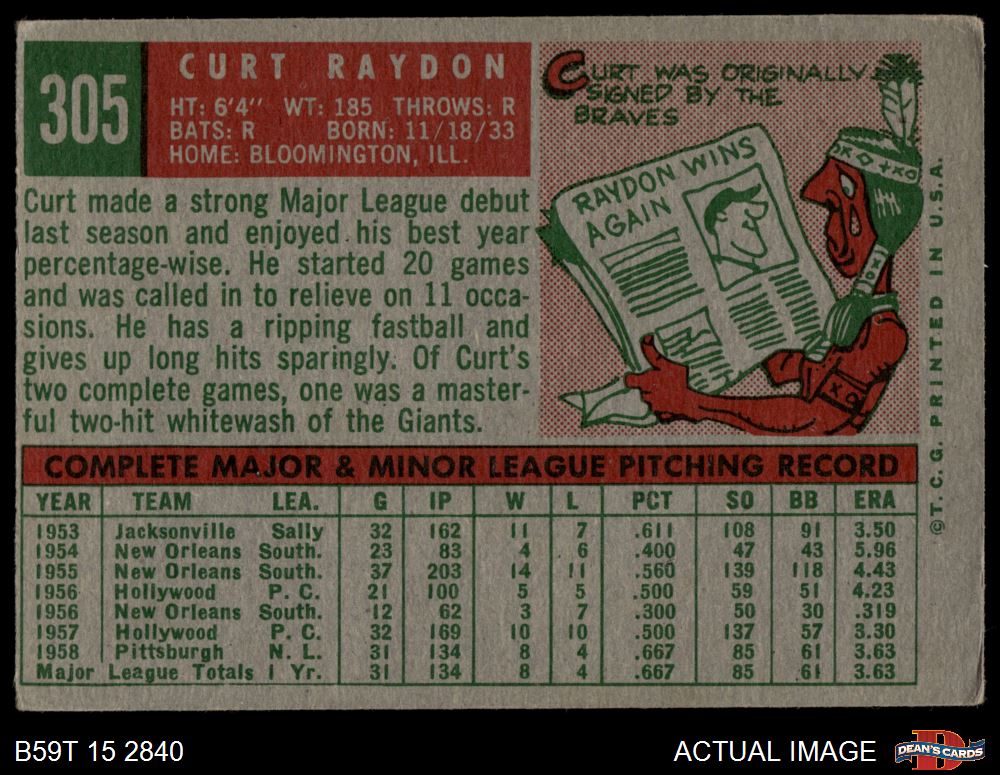 305
CURT RAYDON
HT: 6'4" WT: 185 THROWS: R
BATS: R BORN: 11/18/33
HOME: BLOOMINGTON, ILL.
Curt made a strong Major League debut
last season and enjoyed his best year
percentage-wise. He started 20 games
and was called in to relieve on 11 occa-
sions. He has a ripping fastball and
gives up long hits sparingly. Of Curt's
two complete games, one was a master-
ful two-hit whitewash of the Giants.
CURT WAS ORIGINALLY
SIGNED BY THE
BRAVES
RAYDON WINS
AGAIN
COMPLETE MAJOR & MINOR LEAGUE PITCHING RECORD
YEAR TEAM LEA. G IP W L PCT SO BB ERA
1953 Jacksonville Sally 32 162 11 7 .611 108 91 3.50
1954 New Orleans South. 23 83 4 6 .400 47 43 5.96
1955 New Orleans South. 37 203 14 11 .560 139 118 4.43
1956 Hollywood P. C. 21 100 5 5 .500 59 51 4.23
1956 New Orleans South. 12 62 3 7 .300 50 30 .319
1957 Hollywood P. C. 32 169 10 10 .500 137 57 3.30
1958 Pittsburgh N. L. 31 134 8 4 .667 85 61 3.63
Major League Totals 1 Yr. 31 134 8 4 .667 85 61 3.63
©T. C. G. PRINTED IN U.S.A.
B59T 15 2840
ACTUAL IMAGE
DEAN'S CARDS